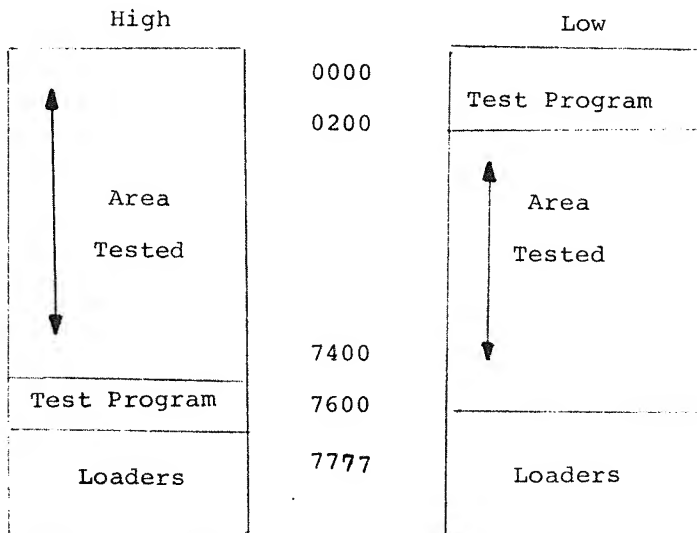 High
Low
0000
Test Program
0200
Area
Tested
Area
Tested
7400
Test Program
7600
7777
Loaders
Loaders